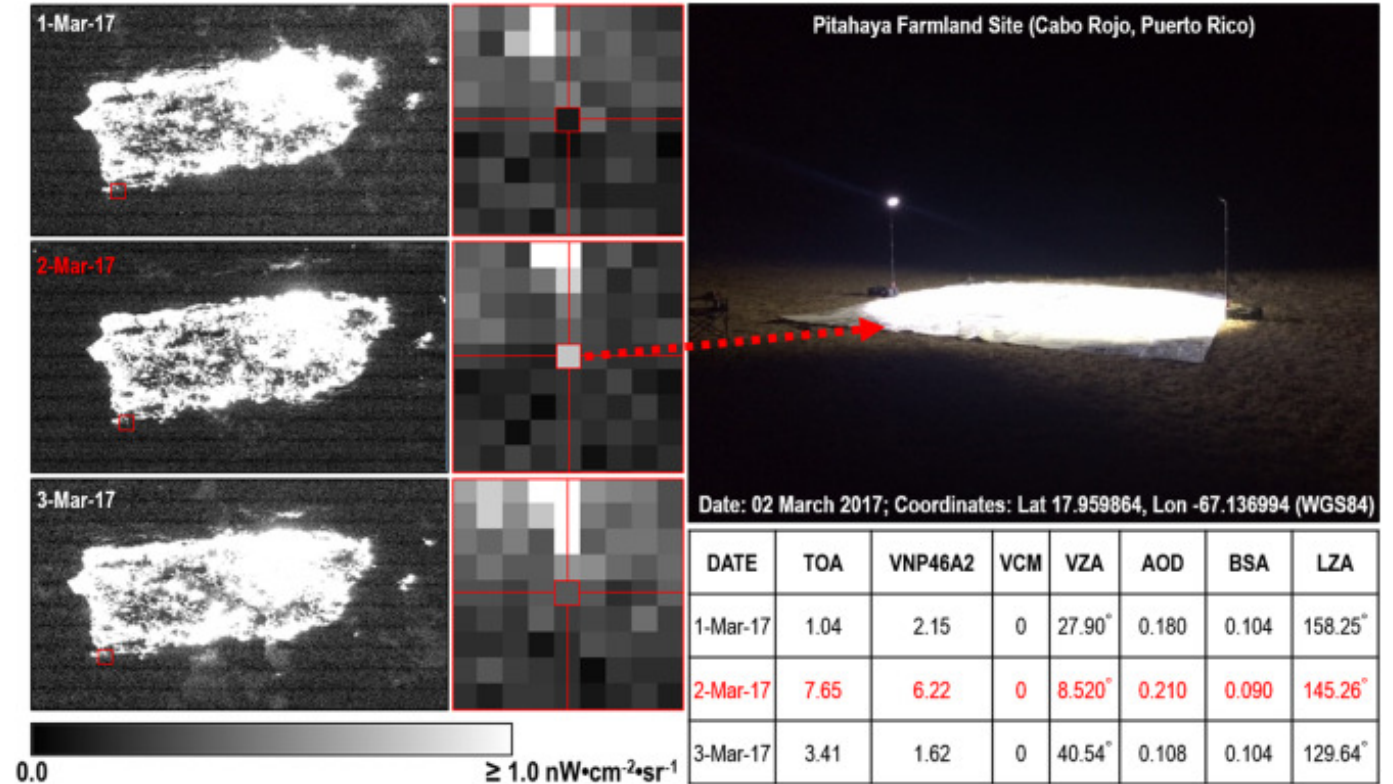 1-Mar-17
2-Mar-17
3-Mar-17
0.0
≥ 1.0 nW•cm-2•sr-1
Pitahaya Farmland Site (Cabo Rojo, Puerto Rico)
Date: 02 March 2017; Coordinates: Lat 17.959864, Lon -67.136994 (WGS84)
DATE TOA VNP46A2 VCM VZA AOD BSA LZA
1-Mar-17 1.04 2.15 0 27.90° 0.180 0.104 158.25°
2-Mar-17 7.65 6.22 0 8.520° 0.210 0.090 145.26°
3-Mar-17 3.41 1.62 0 40.54° 0.108 0.104 129.64°